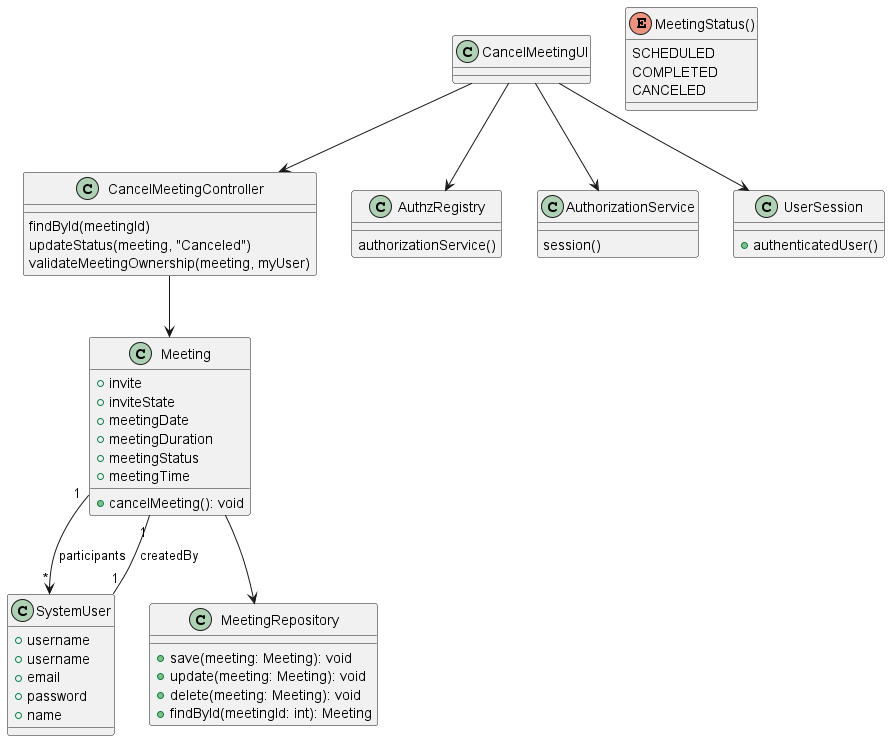 C CancelMeetingUI
E MeetingStatus()
SCHEDULED
COMPLETED
CANCELED
C CancelMeetingController
findById(meetingId)
updateStatus(meeting, "Canceled")
validateMeetingOwnership(meeting, myUser)
C AuthzRegistry
authorizationService()
C AuthorizationService
session()
C UserSession
authenticatedUser()
C Meeting
invite
inviteState
meetingDate
meetingDuration
meetingStatus
meetingTime
cancelMeeting(): void
1
1
participants
createdBy
*
1
C SystemUser
username
username
email
password
name
C MeetingRepository
save(meeting: Meeting): void
update(meeting: Meeting): void
delete(meeting: Meeting): void
findById(meetingId: int): Meeting